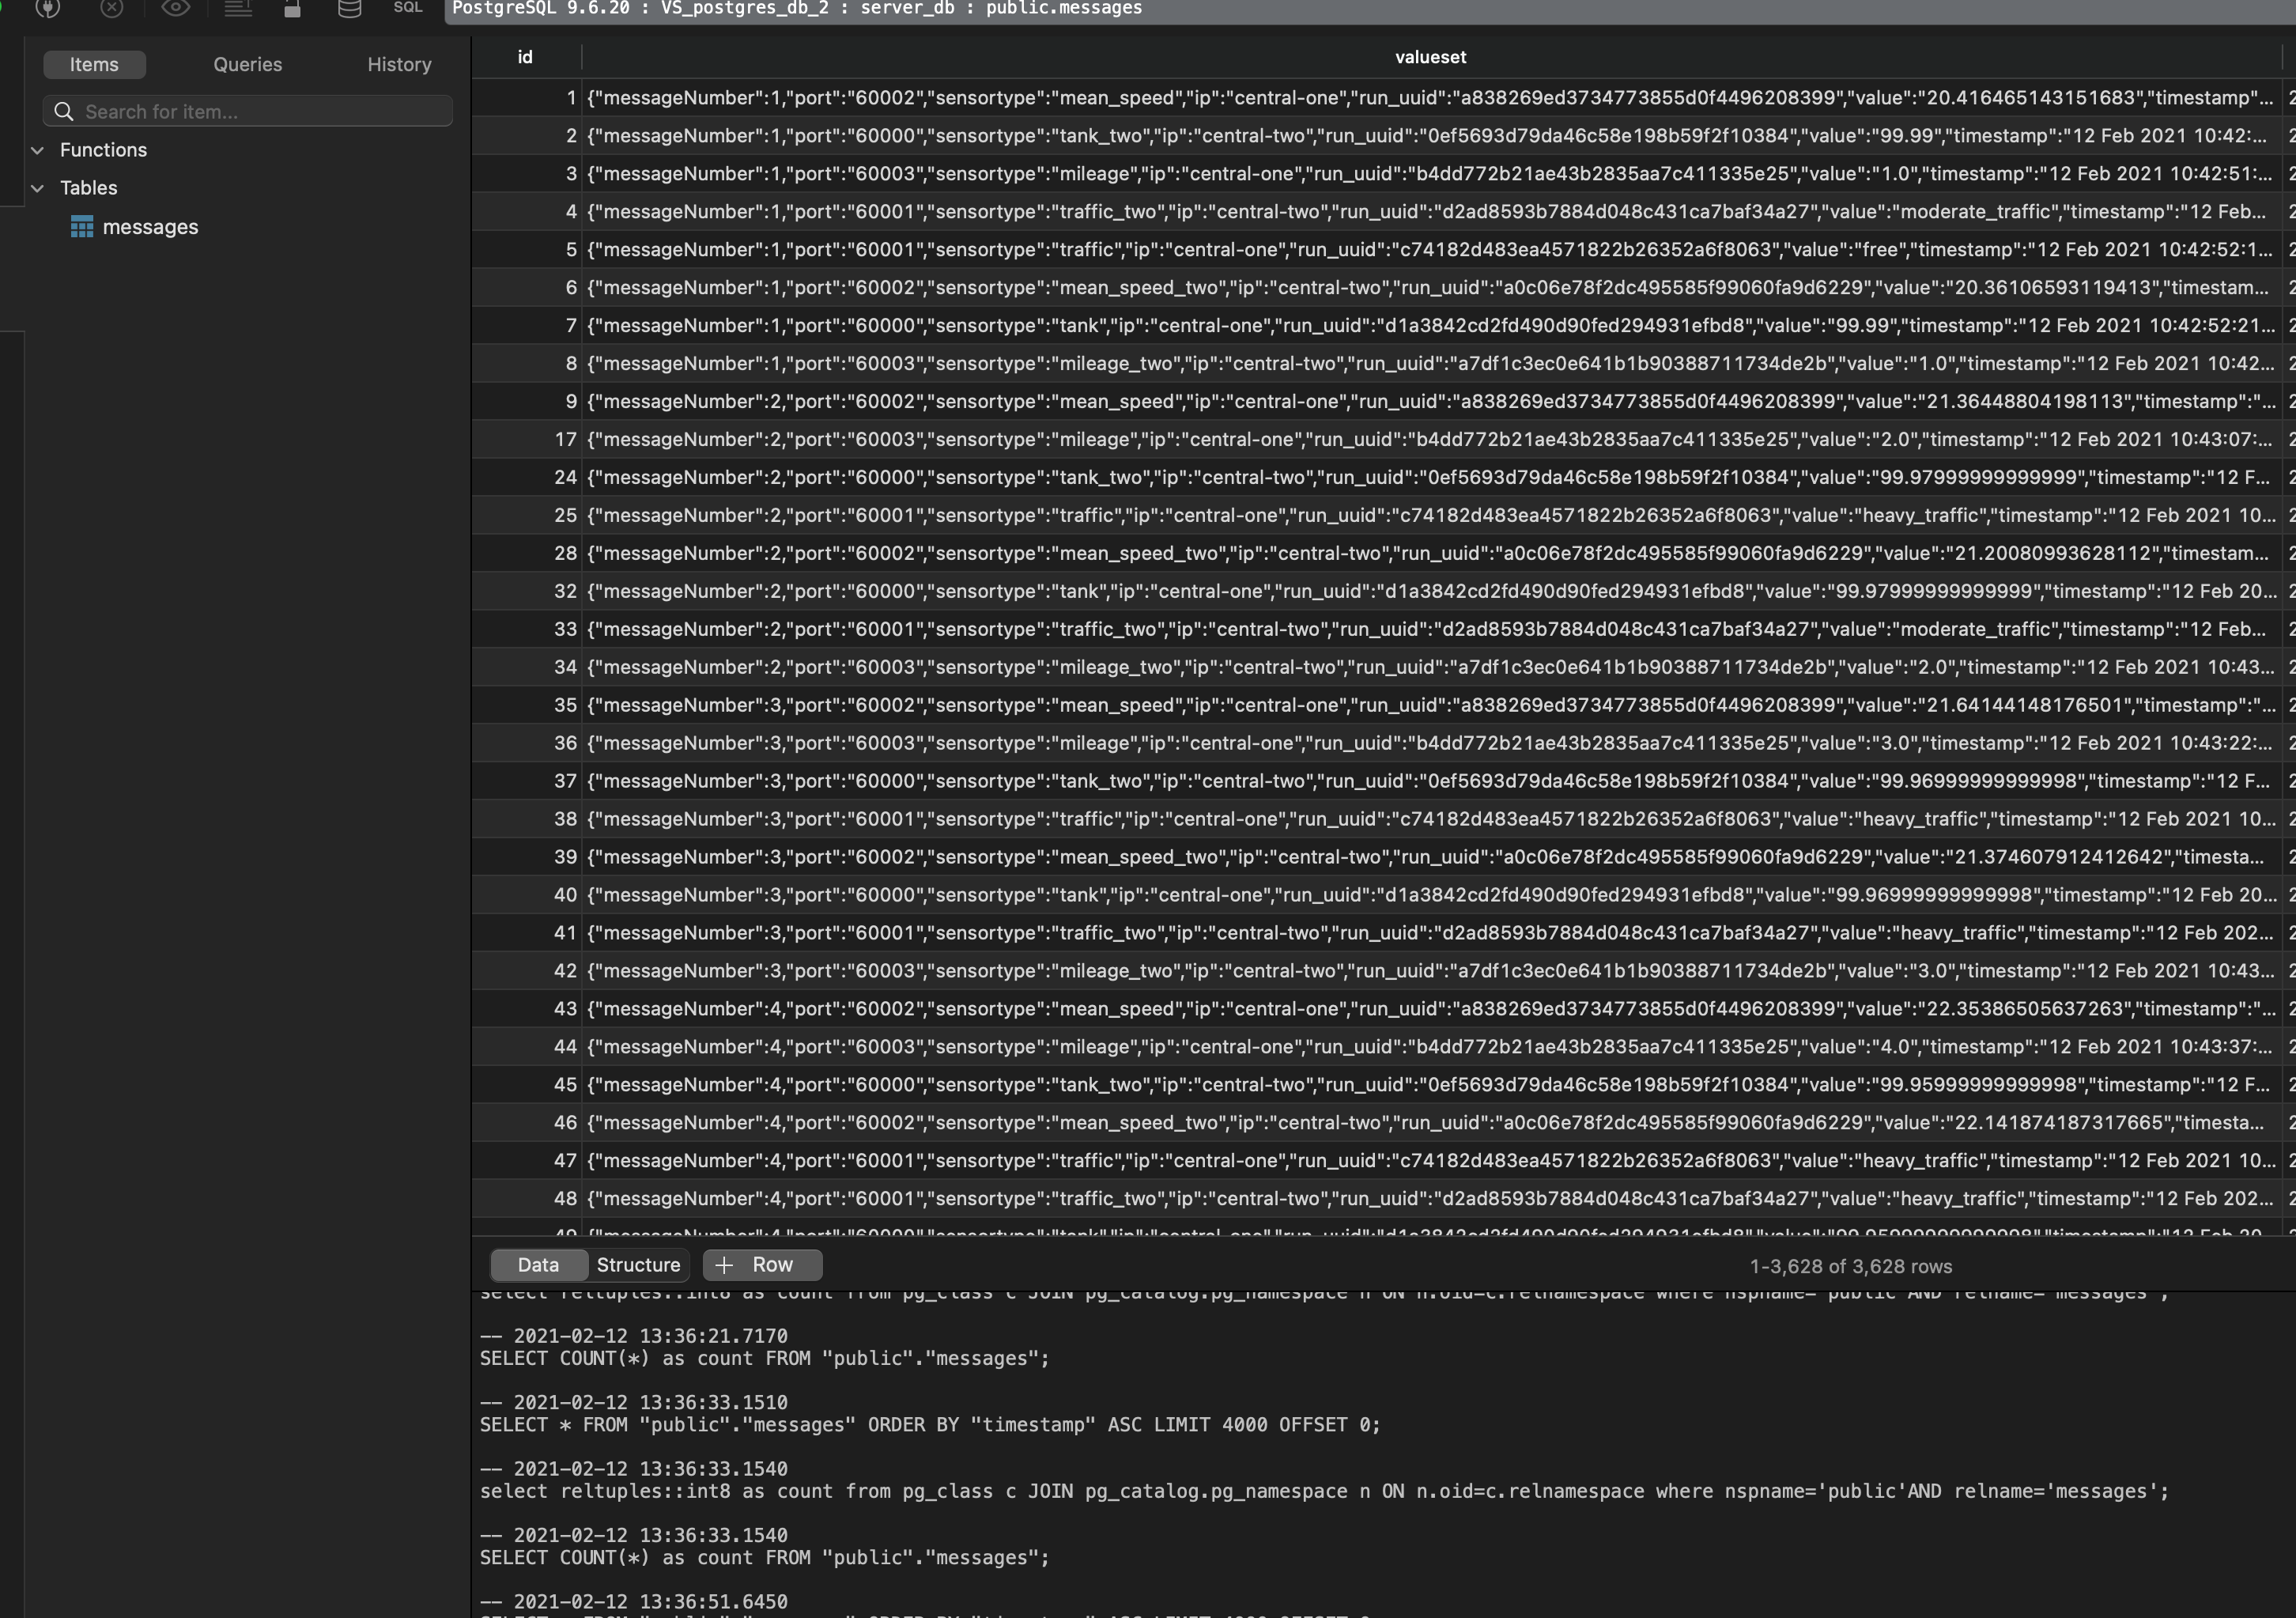 SQL
PostgreSQL 9.6.20 : VS_postgres_db_2 : server_db : public.messages
Items Queries History
Search for item...
Functions
Tables
messages
id valueset
1 {"messageNumber":1,"port":"60002","sensortype":"mean_speed","ip":"central-one","run_uuid":"a838269ed3734773855d0f4496208399","value":"20.416465143151683","timestamp"...
2 {"messageNumber":1,"port":"60000","sensortype":"tank_two","ip":"central-two","run_uuid":"0ef5693d79da46c58e198b59f2f10384","value":"99.99","timestamp":"12 Feb 2021 10:42:...
3 {"messageNumber":1,"port":"60003","sensortype":"mileage","ip":"central-one","run_uuid":"b4dd772b21ae43b2835aa7c411335e25","value":"1.0","timestamp":"12 Feb 2021 10:42:51:...
4 {"messageNumber":1,"port":"60001","sensortype":"traffic_two","ip":"central-two","run_uuid":"d2ad8593b7884d048c431ca7baf34a27","value":"moderate_traffic","timestamp":"12 Feb...
5 {"messageNumber":1,"port":"60001","sensortype":"traffic","ip":"central-one","run_uuid":"c74182d483ea4571822b26352a6f8063","value":"free","timestamp":"12 Feb 2021 10:42:52:1...
6 {"messageNumber":1,"port":"60002","sensortype":"mean_speed_two","ip":"central-two","run_uuid":"a0c06e78f2dc495585f99060fa9d6229","value":"20.36106593119413","timestam...
7 {"messageNumber":1,"port":"60000","sensortype":"tank","ip":"central-one","run_uuid":"d1a3842cd2fd490d90fed294931efbd8","value":"99.99","timestamp":"12 Feb 2021 10:42:52:21...
8 {"messageNumber":1,"port":"60003","sensortype":"mileage_two","ip":"central-two","run_uuid":"a7df1c3ec0e641b1b90388711734de2b","value":"1.0","timestamp":"12 Feb 2021 10:42...
9 {"messageNumber":2,"port":"60002","sensortype":"mean_speed","ip":"central-one","run_uuid":"a838269ed3734773855d0f4496208399","value":"21.36448804198113","timestamp":"...
17 {"messageNumber":2,"port":"60003","sensortype":"mileage","ip":"central-one","run_uuid":"b4dd772b21ae43b2835aa7c411335e25","value":"2.0","timestamp":"12 Feb 2021 10:43:07:...
24 {"messageNumber":2,"port":"60000","sensortype":"tank_two","ip":"central-two","run_uuid":"0ef5693d79da46c58e198b59f2f10384","value":"99.97999999999999","timestamp":"12 F...
25 {"messageNumber":2,"port":"60001","sensortype":"traffic","ip":"central-one","run_uuid":"c74182d483ea4571822b26352a6f8063","value":"heavy_traffic","timestamp":"12 Feb 2021 10...
28 {"messageNumber":2,"port":"60002","sensortype":"mean_speed_two","ip":"central-two","run_uuid":"a0c06e78f2dc495585f99060fa9d6229","value":"21.20080993628112","timestam...
32 {"messageNumber":2,"port":"60000","sensortype":"tank","ip":"central-one","run_uuid":"d1a3842cd2fd490d90fed294931efbd8","value":"99.97999999999999","timestamp":"12 Feb 20...
33 {"messageNumber":2,"port":"60001","sensortype":"traffic_two","ip":"central-two","run_uuid":"d2ad8593b7884d048c431ca7baf34a27","value":"moderate_traffic","timestamp":"12 Feb...
34 {"messageNumber":2,"port":"60003","sensortype":"mileage_two","ip":"central-two","run_uuid":"a7df1c3ec0e641b1b90388711734de2b","value":"2.0","timestamp":"12 Feb 2021 10:43...
35 {"messageNumber":3,"port":"60002","sensortype":"mean_speed","ip":"central-one","run_uuid":"a838269ed3734773855d0f4496208399","value":"21.64144148176501","timestamp":"...
36 {"messageNumber":3,"port":"60003","sensortype":"mileage","ip":"central-one","run_uuid":"b4dd772b21ae43b2835aa7c411335e25","value":"3.0","timestamp":"12 Feb 2021 10:43:22:...
37 {"messageNumber":3,"port":"60000","sensortype":"tank_two","ip":"central-two","run_uuid":"0ef5693d79da46c58e198b59f2f10384","value":"99.96999999999998","timestamp":"12 F...
38 {"messageNumber":3,"port":"60001","sensortype":"traffic","ip":"central-one","run_uuid":"c74182d483ea4571822b26352a6f8063","value":"heavy_traffic","timestamp":"12 Feb 2021 10...
39 {"messageNumber":3,"port":"60002","sensortype":"mean_speed_two","ip":"central-two","run_uuid":"a0c06e78f2dc495585f99060fa9d6229","value":"21.374607912412642","timesta...
40 {"messageNumber":3,"port":"60000","sensortype":"tank","ip":"central-one","run_uuid":"d1a3842cd2fd490d90fed294931efbd8","value":"99.96999999999998","timestamp":"12 Feb 20...
41 {"messageNumber":3,"port":"60001","sensortype":"traffic_two","ip":"central-two","run_uuid":"d2ad8593b7884d048c431ca7baf34a27","value":"heavy_traffic","timestamp":"12 Feb 202...
42 {"messageNumber":3,"port":"60003","sensortype":"mileage_two","ip":"central-two","run_uuid":"a7df1c3ec0e641b1b90388711734de2b","value":"3.0","timestamp":"12 Feb 2021 10:43...
43 {"messageNumber":4,"port":"60002","sensortype":"mean_speed","ip":"central-one","run_uuid":"a838269ed3734773855d0f4496208399","value":"22.35386505637263","timestamp":"...
44 {"messageNumber":4,"port":"60003","sensortype":"mileage","ip":"central-one","run_uuid":"b4dd772b21ae43b2835aa7c411335e25","value":"4.0","timestamp":"12 Feb 2021 10:43:37:...
45 {"messageNumber":4,"port":"60000","sensortype":"tank_two","ip":"central-two","run_uuid":"0ef5693d79da46c58e198b59f2f10384","value":"99.95999999999998","timestamp":"12 F...
46 {"messageNumber":4,"port":"60002","sensortype":"mean_speed_two","ip":"central-two","run_uuid":"a0c06e78f2dc495585f99060fa9d6229","value":"22.141874187317665","timesta...
47 {"messageNumber":4,"port":"60001","sensortype":"traffic","ip":"central-one","run_uuid":"c74182d483ea4571822b26352a6f8063","value":"heavy_traffic","timestamp":"12 Feb 2021 10...
48 {"messageNumber":4,"port":"60001","sensortype":"traffic_two","ip":"central-two","run_uuid":"d2ad8593b7884d048c431ca7baf34a27","value":"heavy_traffic","timestamp":"12 Feb 202...
Data Structure + Row 1-3,628 of 3,628 rows
select reltuples::int8 as count from pg_class c JOIN pg_catalog.pg_namespace n ON n.oid=c.relnamespace where nspname='public'AND relname='messages';
-- 2021-02-12 13:36:21.7170
SELECT COUNT(*) as count FROM "public"."messages";
-- 2021-02-12 13:36:33.1510
SELECT * FROM "public"."messages" ORDER BY "timestamp" ASC LIMIT 4000 OFFSET 0;
-- 2021-02-12 13:36:33.1540
select reltuples::int8 as count from pg_class c JOIN pg_catalog.pg_namespace n ON n.oid=c.relnamespace where nspname='public'AND relname='messages';
-- 2021-02-12 13:36:33.1540
SELECT COUNT(*) as count FROM "public"."messages";
-- 2021-02-12 13:36:51.6450